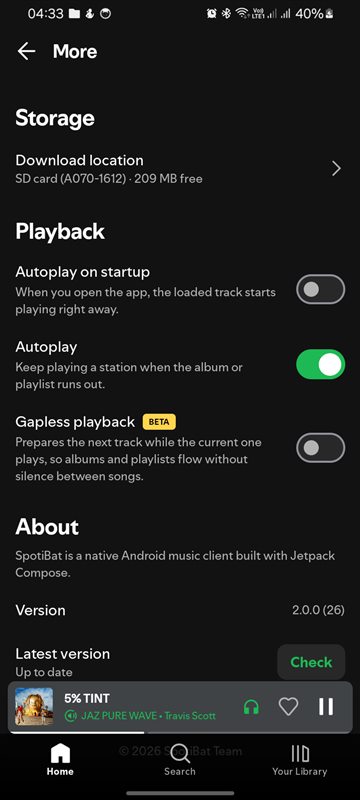 04:33
Vo))
LTE1
40%
More
Storage
Download location
SD card (A070-1612) · 209 MB free
Playback
Autoplay on startup
When you open the app, the loaded track starts
playing right away.
Autoplay
Keep playing a station when the album or
playlist runs out.
Gapless playback BETA
Prepares the next track while the current one
plays, so albums and playlists flow without
silence between songs.
About
SpotiBat is a native Android music client built with Jetpack
Compose.
Version 2.0.0 (26)
Latest version
Up to date
Check
5% TINT
JAZ PURE WAVE • Travis Scott
© 2026 SpotiBat Team
Home
Search
Your Library